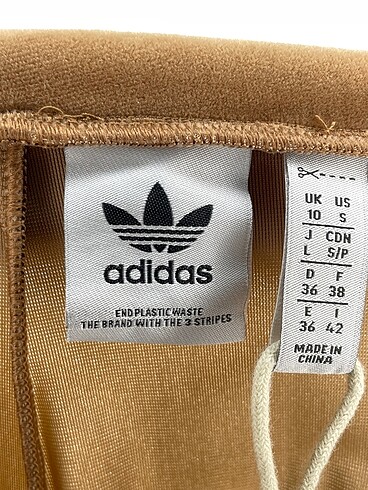 adidas
END PLASTIC WASTE
THE BRAND WITH THE 3 STRIPES
UK US
10 S
J CDN
L S/P
D F
36 38
E I
36 42
MADE IN
CHINA